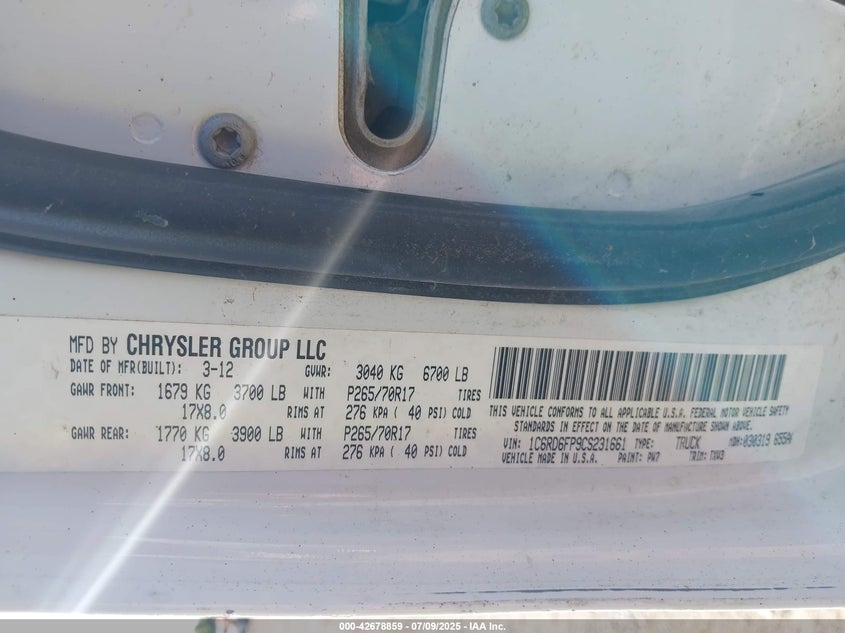 MFD BY CHRYSLER GROUP LLC
DATE OF MFR(BUILT): 3-12 GVWR: 3040 KG 6700 LB
GAWR FRONT: 1679 KG 3700 LB WITH P265/70R17 TIRES
17X8.0 RIMS AT 276 KPA ( 40 PSI) COLD
GAWR REAR: 1770 KG 3900 LB WITH P265/70R17 TIRES
17X8.0 RIMS AT 276 KPA ( 40 PSI) COLD
THIS VEHICLE CONFORMS TO ALL APPLICABLE U.S.A. FEDERAL MOTOR VEHICLE SAFETY
STANDARDS IN EFFECT ON THE DATE OF MANUFACTURE SHOWN ABOVE.
VIN: 1C6RD6FP9CS231661 TYPE: TRUCK MDH: 030319
VEHICLE MADE IN U.S.A. PAINT: PW7 TRIM: TXW3
000-42678859 - 07/09/2025 - IAA Inc.